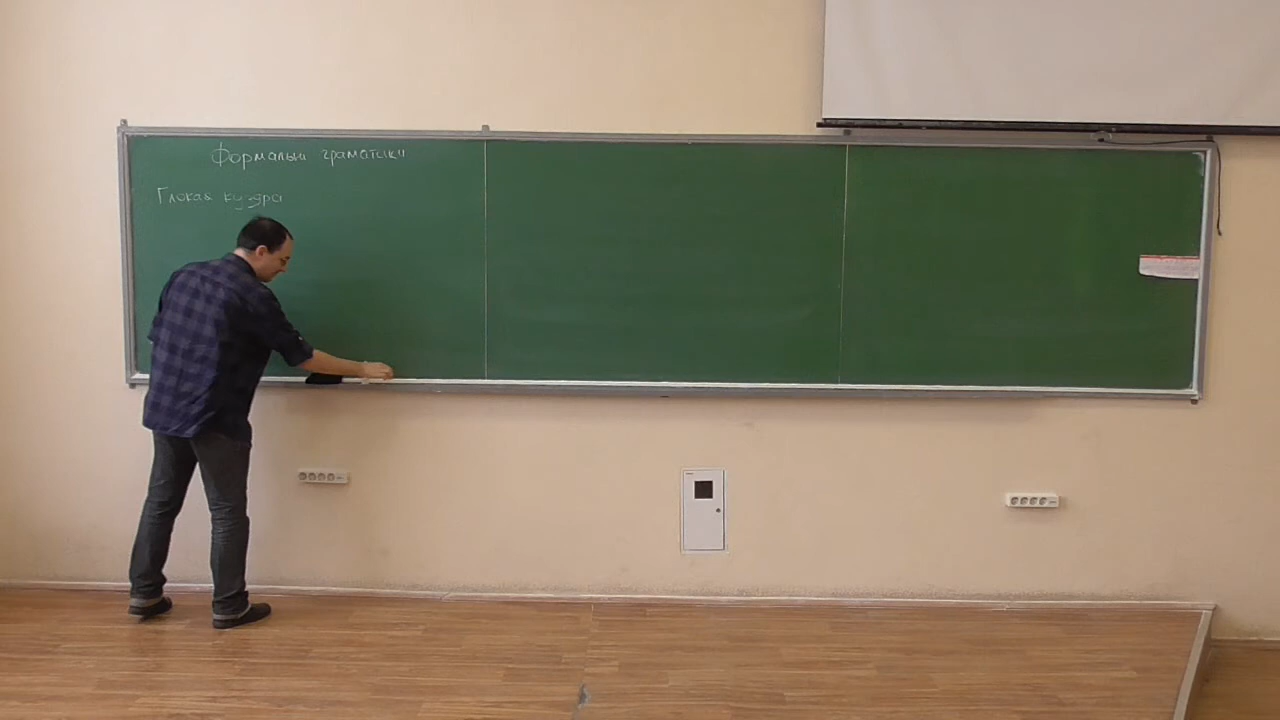 Формальні граматики
Глокая куздра